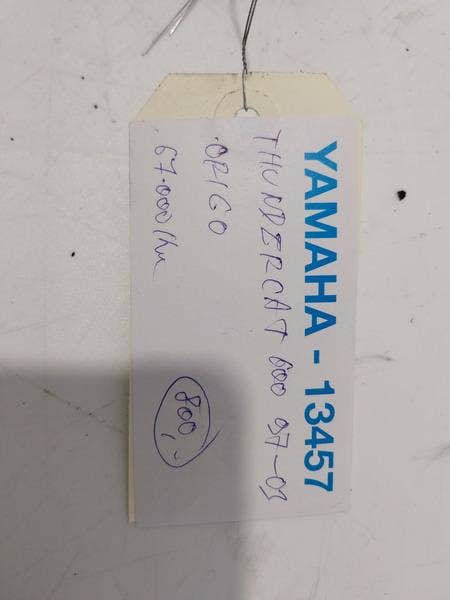 YAMAHA - 13457
THUNDERCAT 600 97-03
ORIGO
67.000/km
800,-